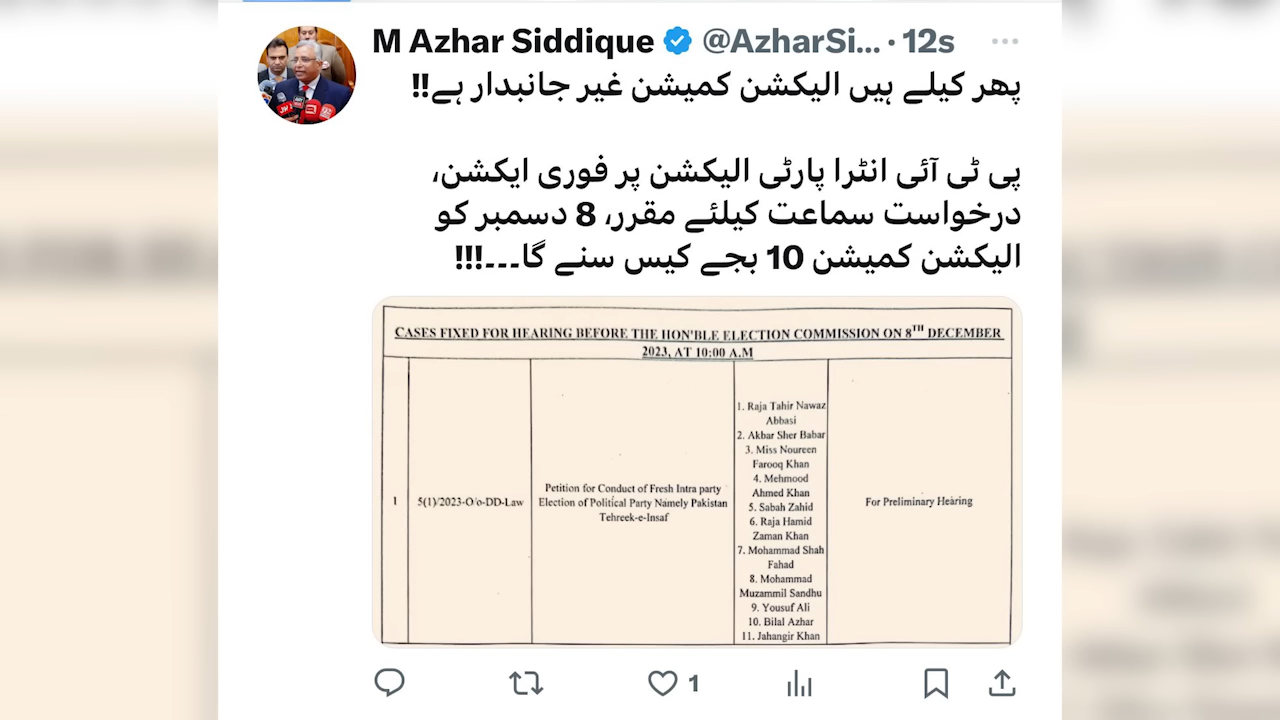 M Azhar Siddique @AzharSi... · 12s
پھر کیلے ہیں الیکشن کمیشن غیر جانبدار ہے!!
پی ٹی آئی انٹرا پارٹی الیکشن پر فوری ایکشن،
درخواست سماعت کیلئے مقرر، 8 دسمبر کو
الیکشن کمیشن 10 بجے کیس سنے گا۔۔۔!!!
CASES FIXED FOR HEARING BEFORE THE HON'BLE ELECTION COMMISSION ON 8TH DECEMBER
2023, AT 10:00 A.M
1
5(1)/2023-O/o-DD-Law
Petition for Conduct of Fresh Intra party
Election of Political Party Namely Pakistan
Tehreek-e-Insaf
1. Raja Tahir Nawaz
Abbasi
2. Akbar Sher Babar
3. Miss Noureen
Farooq Khan
4. Mehmood
Ahmed Khan
5. Sabah Zahid
6. Raja Hamid
Zaman Khan
7. Mohammad Shah
Fahad
8. Mohammad
Muzammil Sandhu
9. Yousuf Ali
10. Bilal Azhar
11. Jahangir Khan
For Preliminary Hearing
1